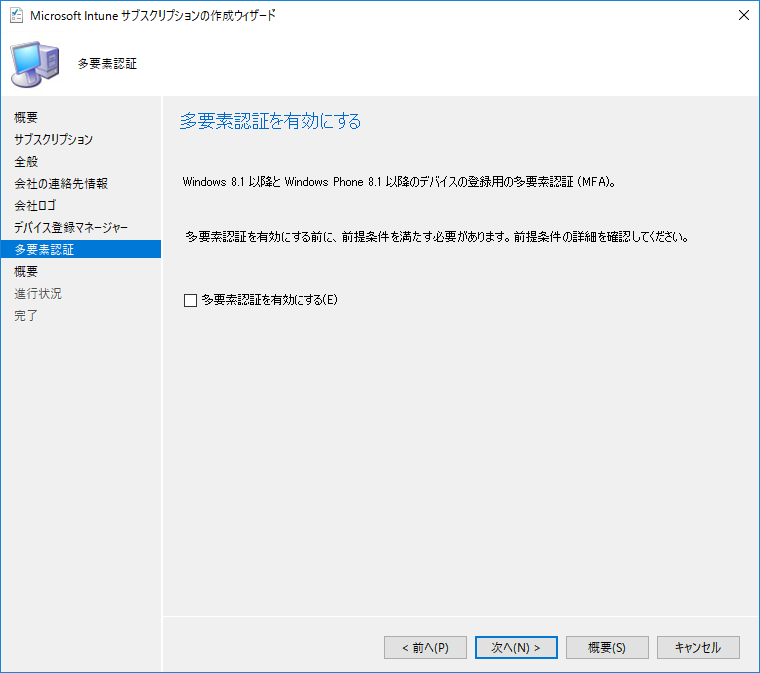 Microsoft Intune サブスクリプションの作成ウィザード
多要素認証
概要
サブスクリプション
全般
会社の連絡先情報
会社ロゴ
デバイス登録マネージャー
多要素認証
概要
進行状況
完了
多要素認証を有効にする
Windows 8.1 以降と Windows Phone 8.1 以降のデバイスの登録用の多要素認証 (MFA)。
多要素認証を有効にする前に、前提条件を満たす必要があります。前提条件の詳細を確認してください。
多要素認証を有効にする(E)
< 前へ(P)
次へ(N) >
概要(S)
キャンセル